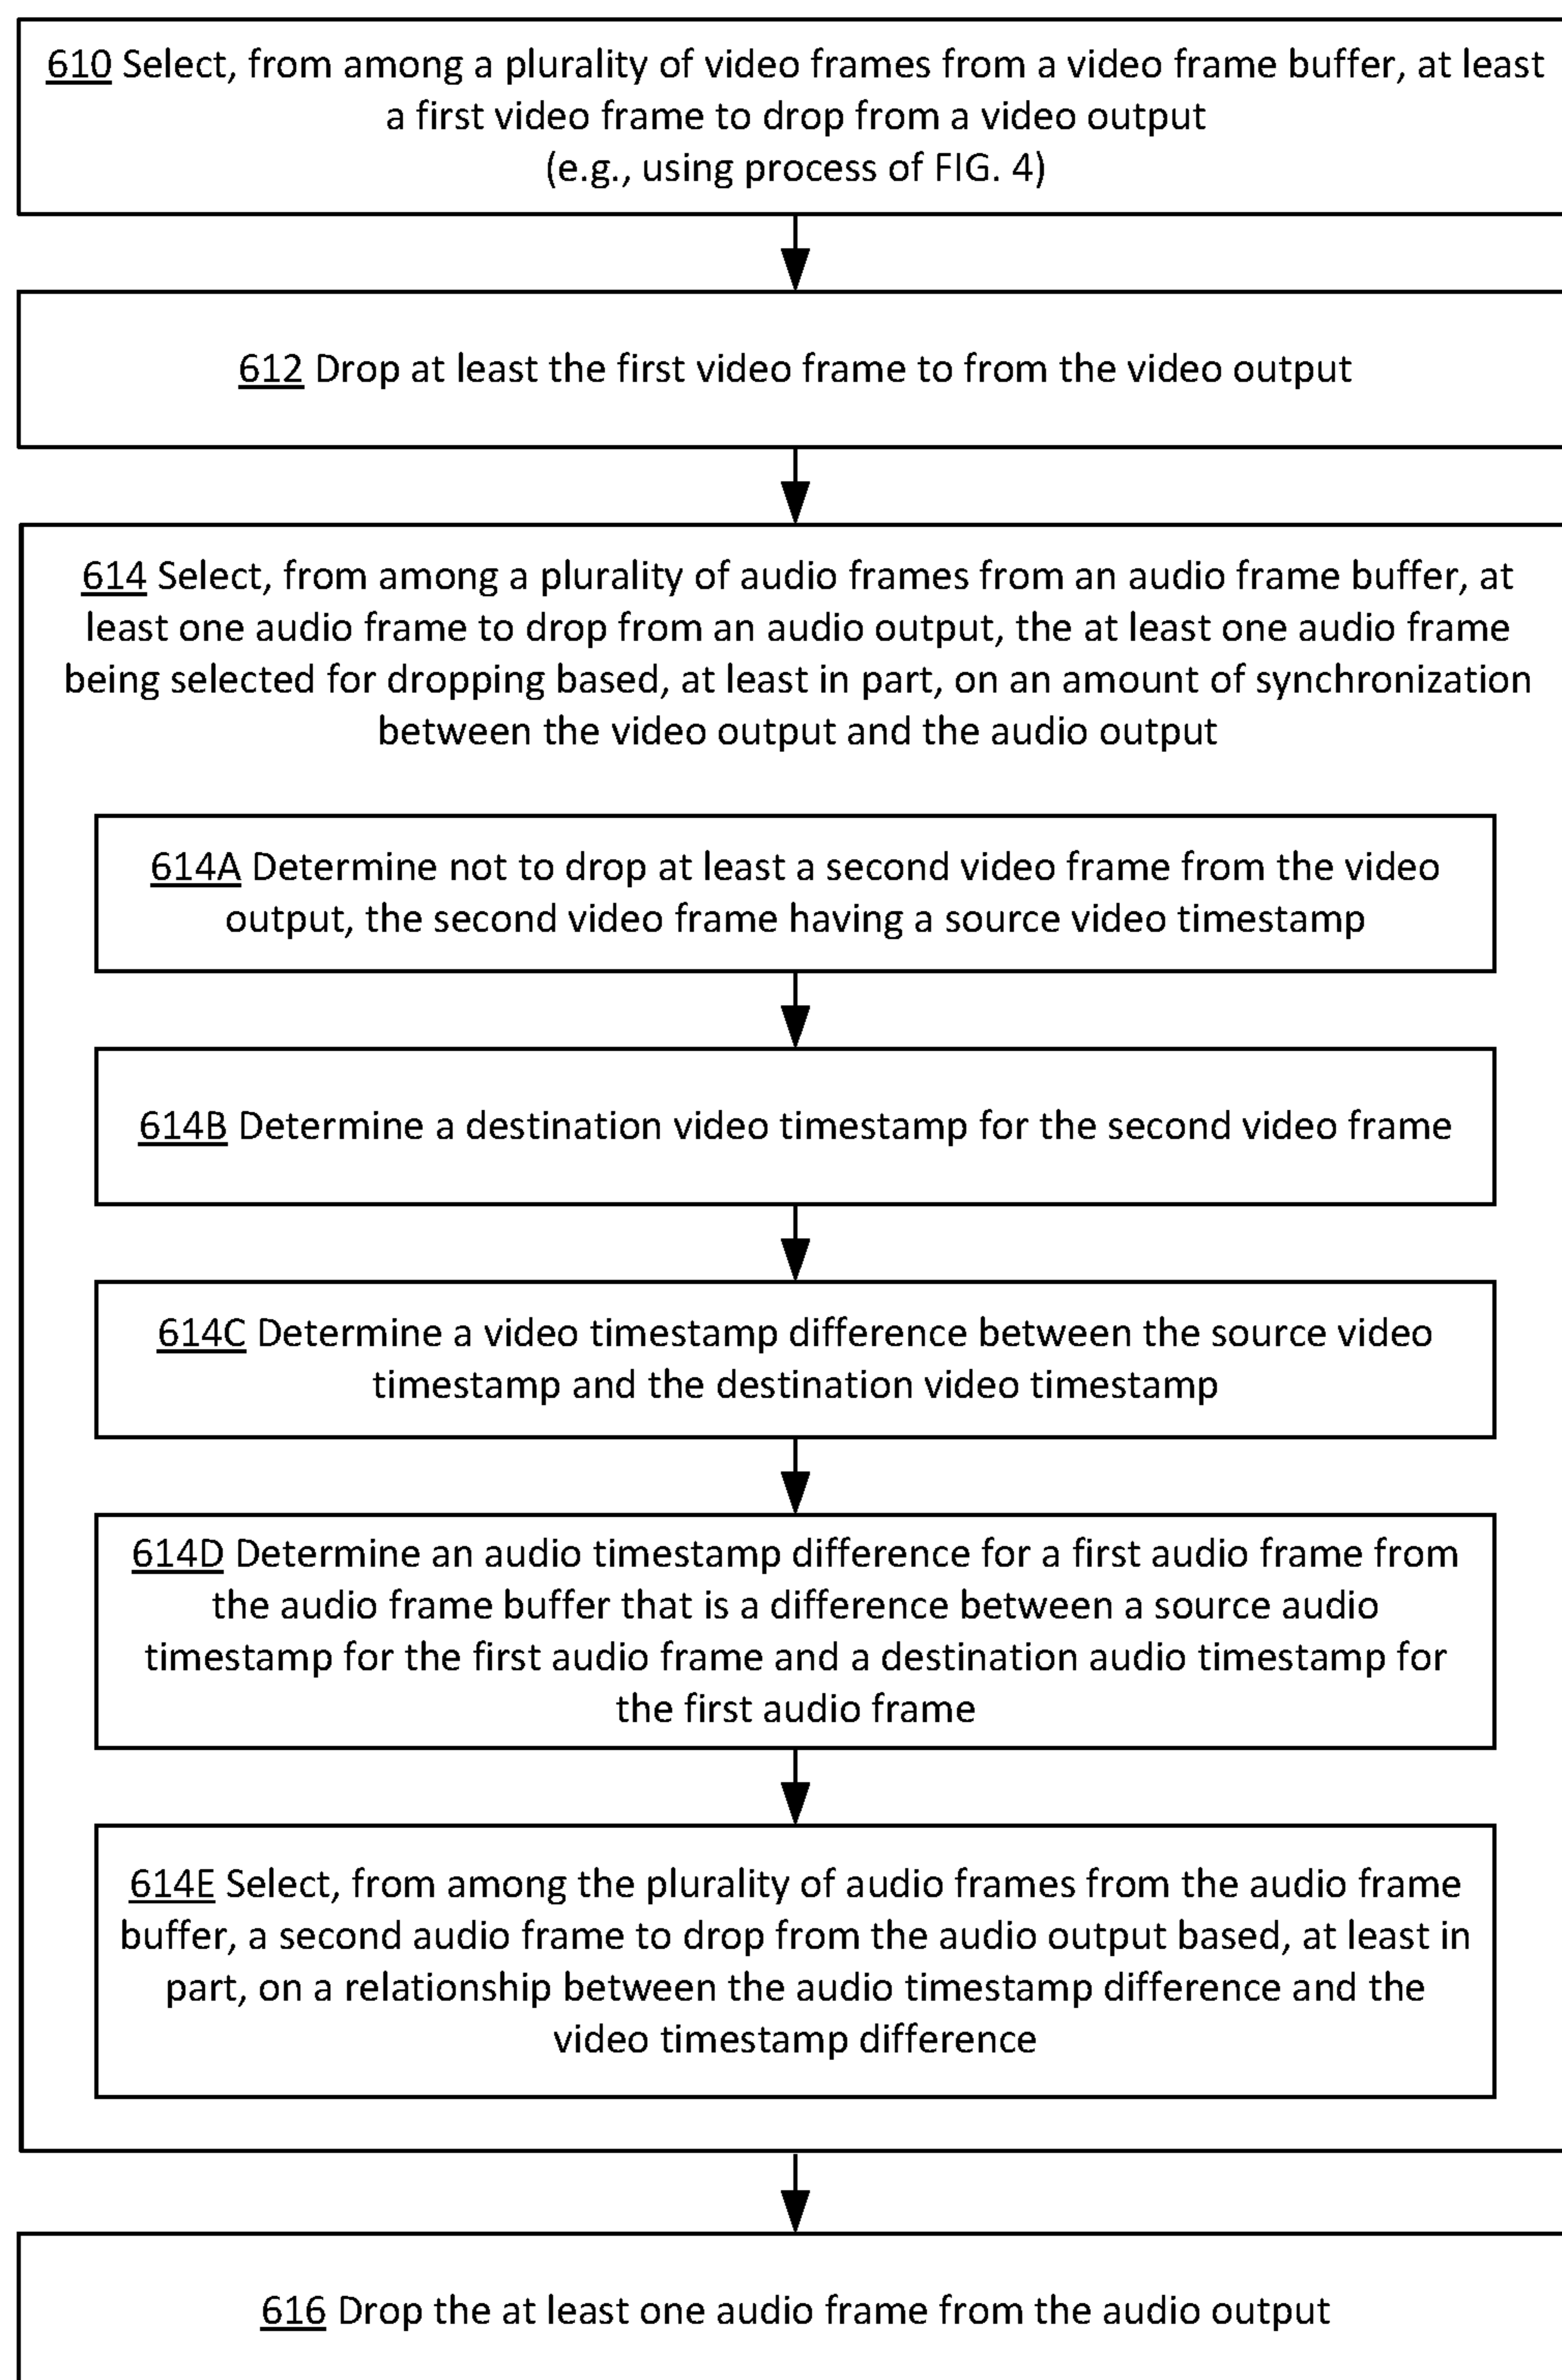 610 Select, from among a plurality of video frames from a video frame buffer, at least
a first video frame to drop from a video output
(e.g., using process of FIG. 4)
612 Drop at least the first video frame to from the video output
614 Select, from among a plurality of audio frames from an audio frame buffer, at
least one audio frame to drop from an audio output, the at least one audio frame
being selected for dropping based, at least in part, on an amount of synchronization
between the video output and the audio output
614A Determine not to drop at least a second video frame from the video
output, the second video frame having a source video timestamp
614B Determine a destination video timestamp for the second video frame
614C Determine a video timestamp difference between the source video
timestamp and the destination video timestamp
614D Determine an audio timestamp difference for a first audio frame from
the audio frame buffer that is a difference between a source audio
timestamp for the first audio frame and a destination audio timestamp for
the first audio frame
614E Select, from among the plurality of audio frames from the audio frame
buffer, a second audio frame to drop from the audio output based, at least in
part, on a relationship between the audio timestamp difference and the
video timestamp difference
616 Drop the at least one audio frame from the audio output